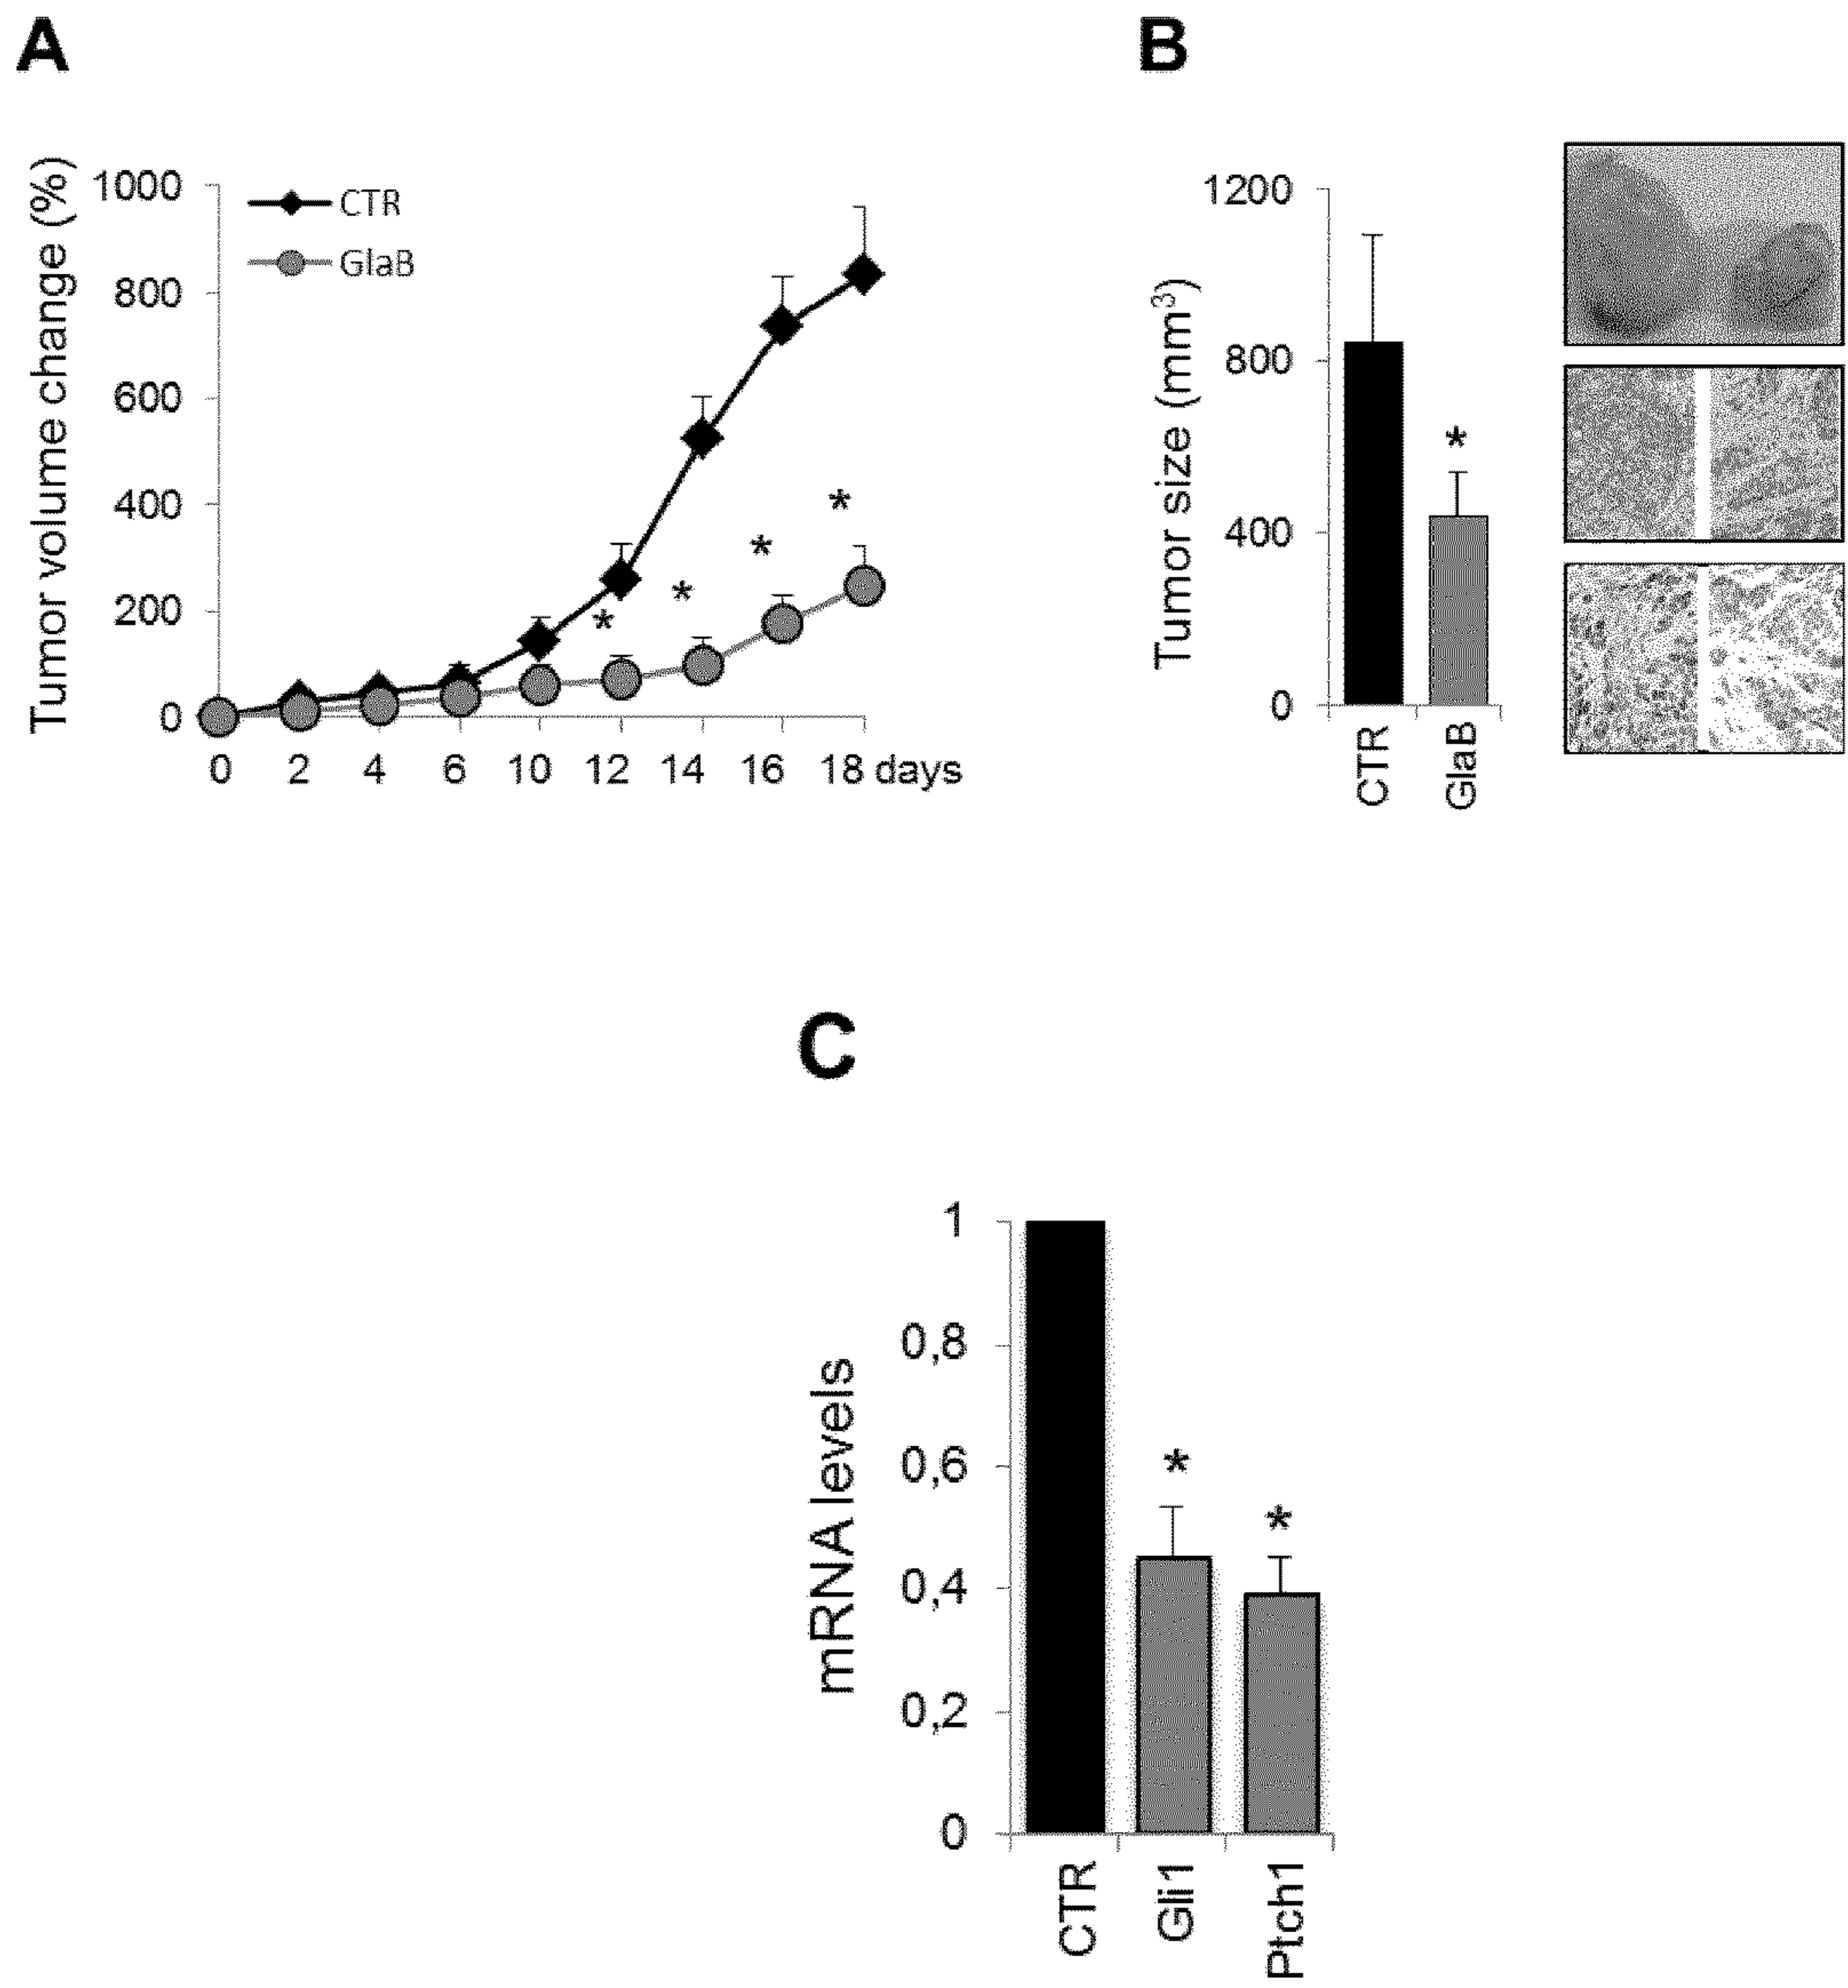 A
Tumor volume change (%)
1000
800
600
400
200
0
CTR
GlaB
*
*
*
*
0 2 4 6 10 12 14 16 18 days
B
Tumor size (mm³)
1200
800
400
0
*
CTR
GlaB
C
mRNA levels
1
0,8
0,6
0,4
0,2
0
*
*
CTR
Gli1
Ptch1